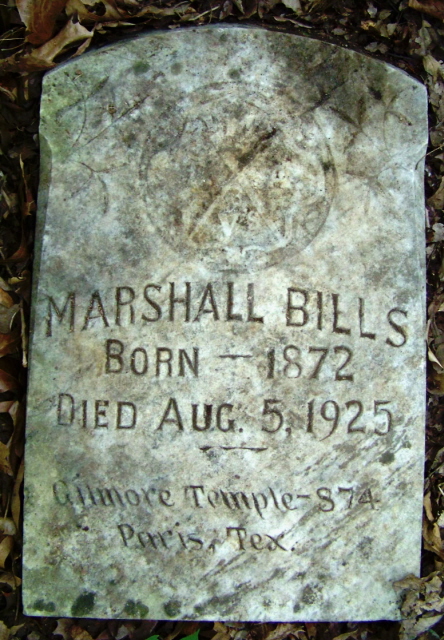 MARSHALL BILLS
BORN — 1872
DIED AUG. 5, 1925
Gilmore Temple - 874
Paris, Tex.